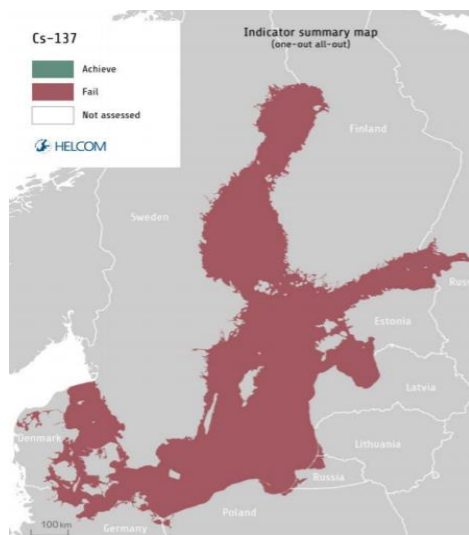 Cs-137
Achieve
Fail
Not assessed
HELCOM
Indicator summary map
(one-out all-out)
Finland
Sweden
Russ
Estonia
Latvia
Denmark
Lithuania
Russia
Poland
100 km
Germany